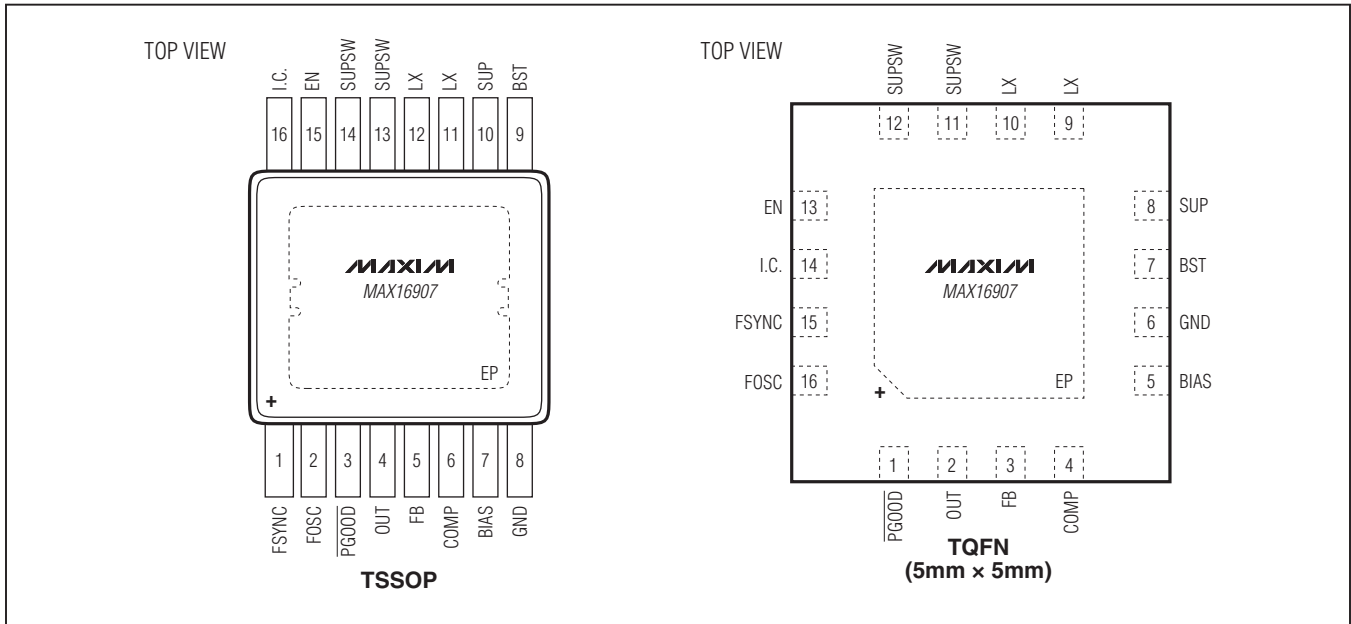 TOP VIEW
I.C. EN SUPSW SUPSW LX LX SUP BST
16 15 14 13 12 11 10 9
MAXIM
MAX16907
EP
+
1 2 3 4 5 6 7 8
FSYNC FOSC PGOOD OUT FB COMP BIAS GND
TSSOP
TOP VIEW
SUPSW SUPSW LX LX
12 11 10 9
EN 13
8 SUP
I.C. 14
7 BST
MAXIM
MAX16907
FSYNC 15
6 GND
FOSC 16
5 BIAS
EP
+
1 2 3 4
PGOOD OUT FB COMP
TQFN
(5mm × 5mm)